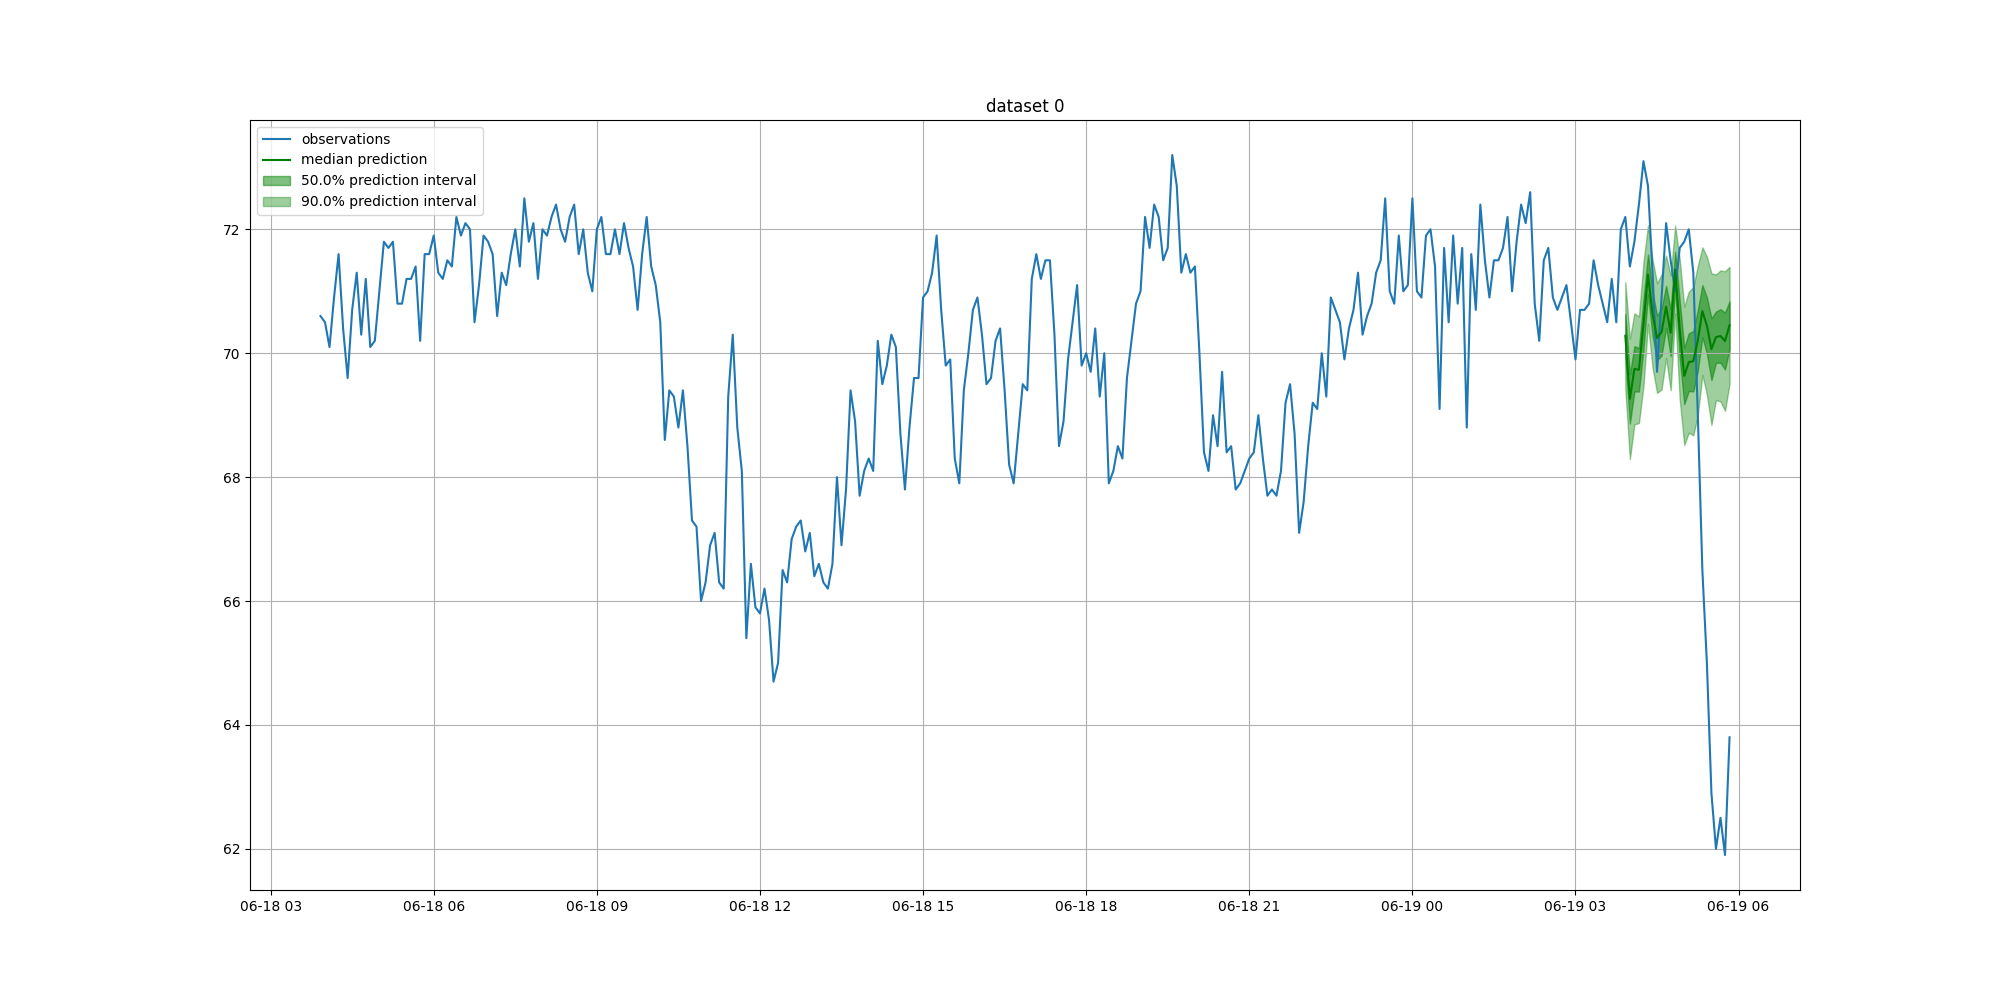 dataset 0
observations
median prediction
50.0% prediction interval
90.0% prediction interval
72
70
68
66
64
62
06-18 03 06-18 06 06-18 09 06-18 12 06-18 15 06-18 18 06-18 21 06-19 00 06-19 03 06-19 06